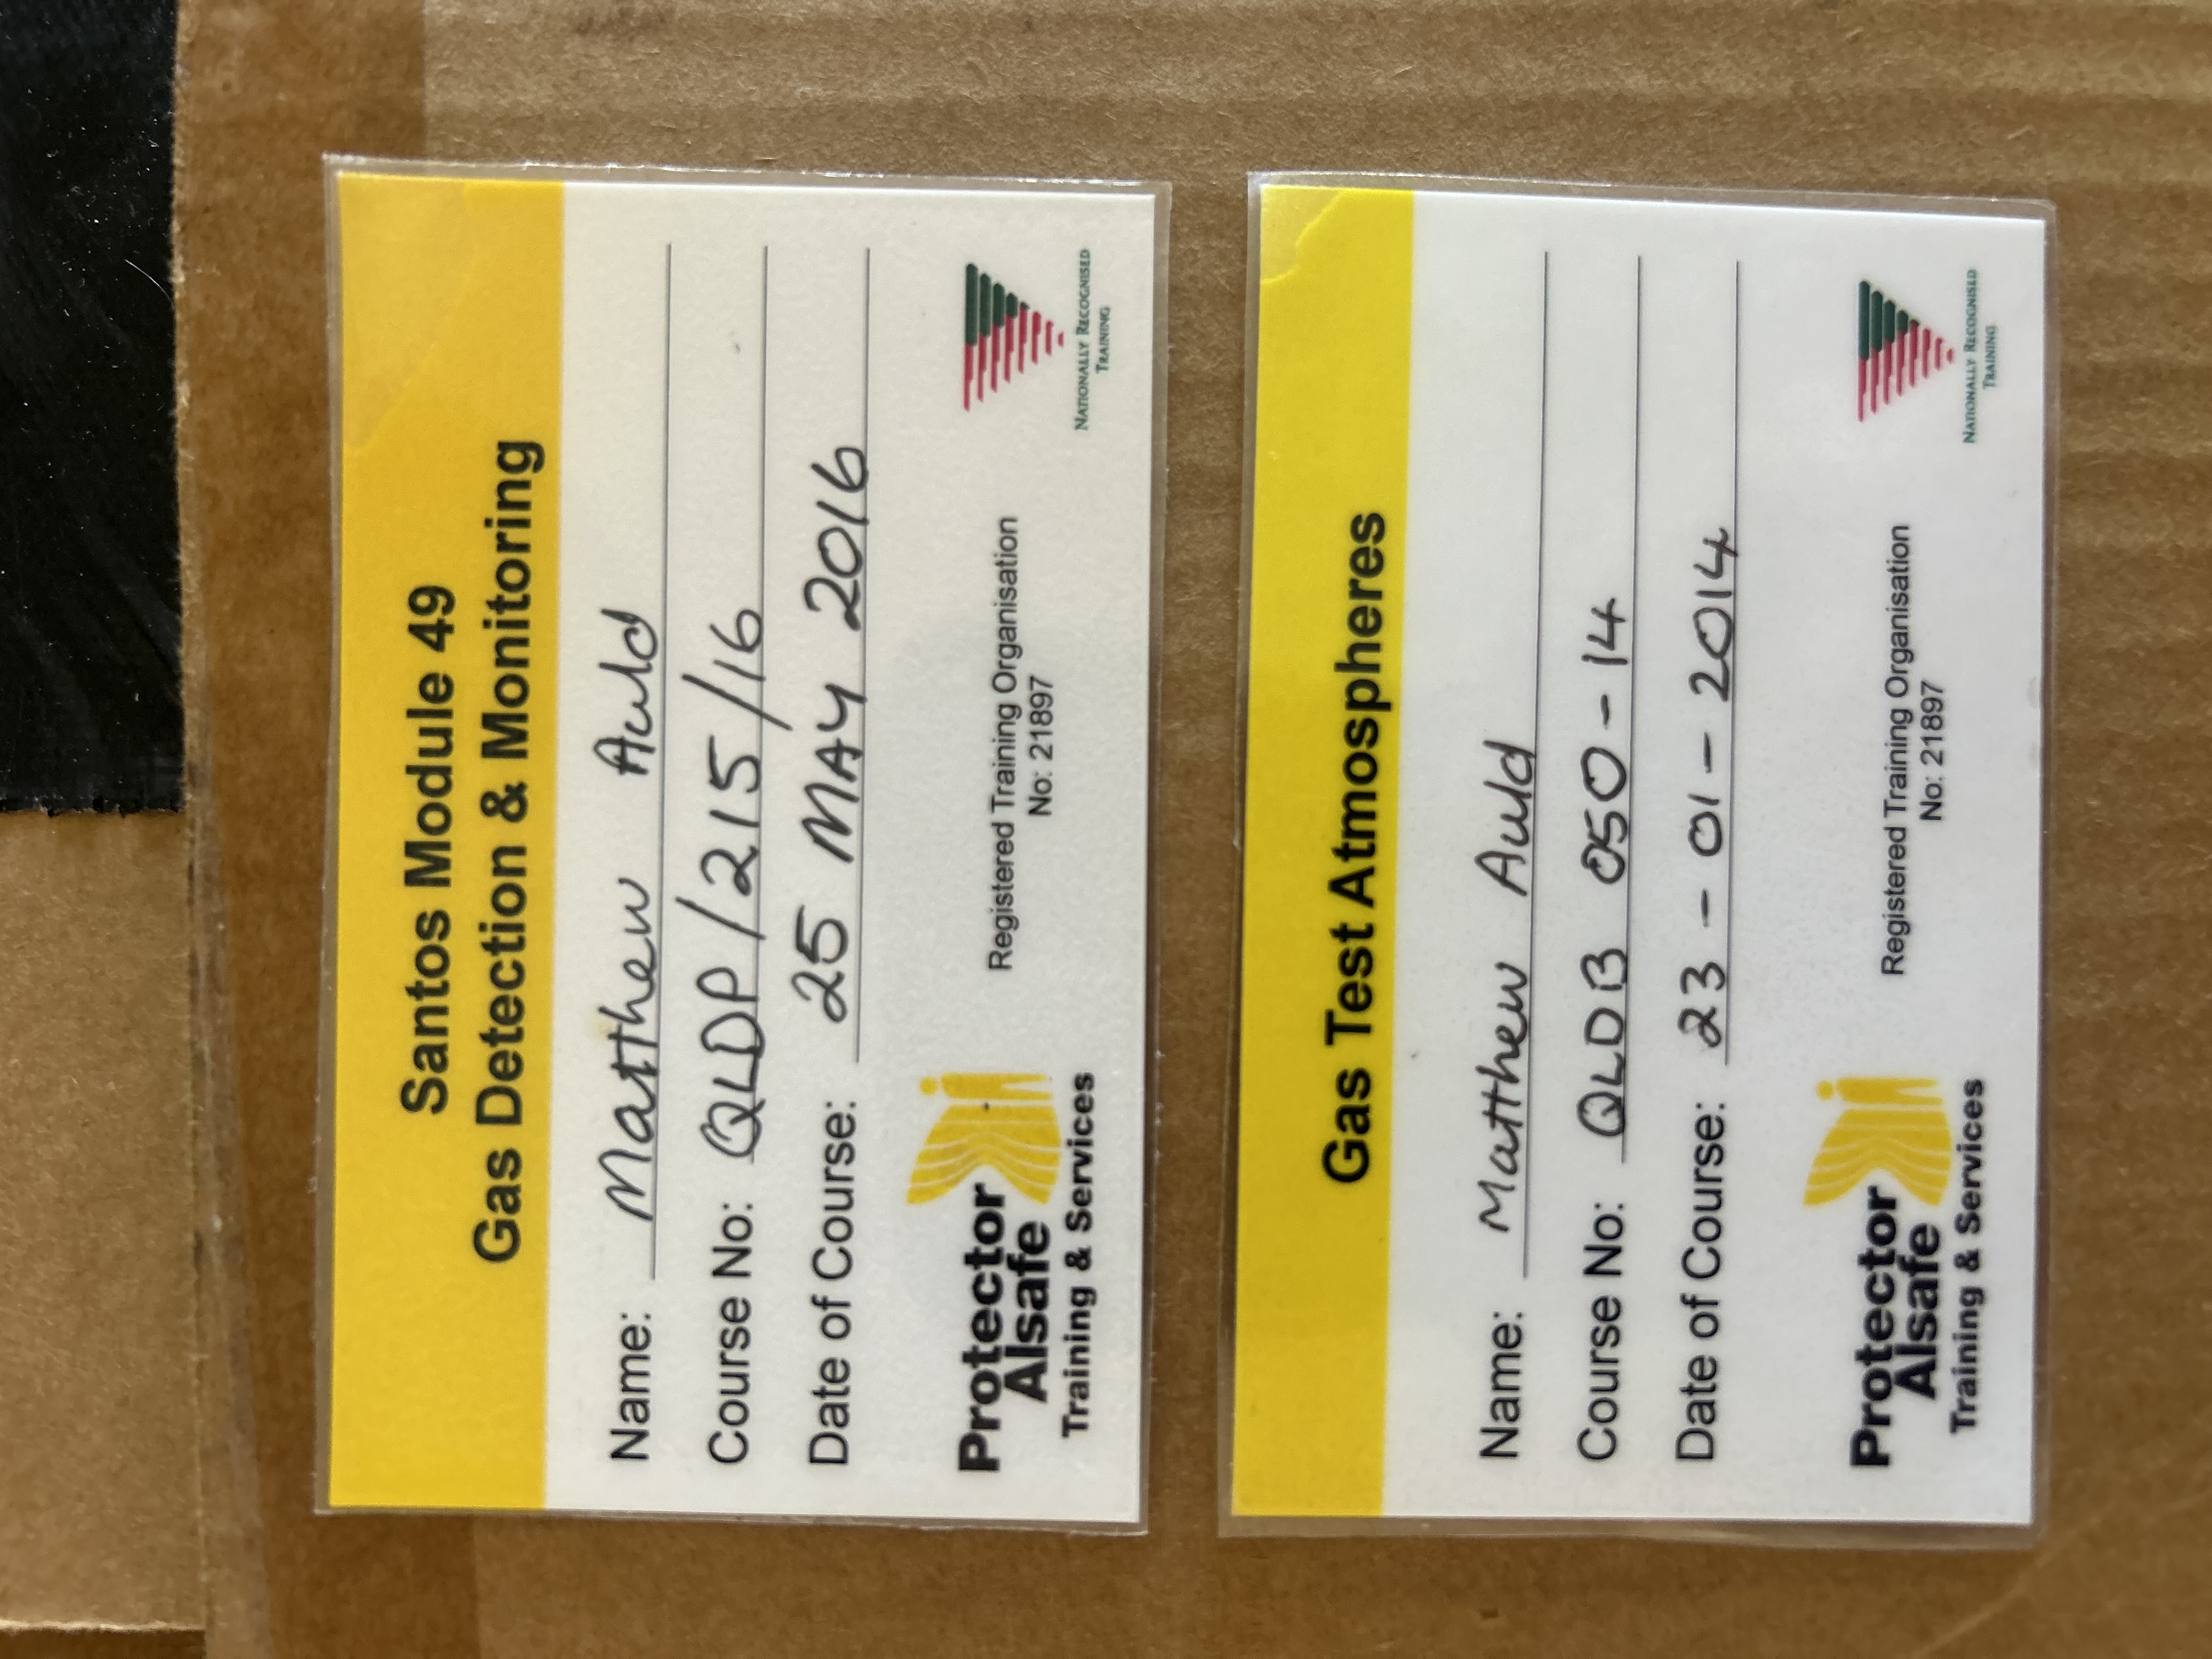 Santos Module 49
Gas Detection & Monitoring
Name: Matthew Auld
Course No: QLDP/215/16
Date of Course: 25 MAY 2016
Protector
Alsafe
Training & Services
Registered Training Organisation
No: 21897
NATIONALLY RECOGNISED
TRAINING
Gas Test Atmospheres
Name: Matthew Auld
Course No: QLDB 050-14
Date of Course: 23-01-2014
Protector
Alsafe
Training & Services
Registered Training Organisation
No: 21897
NATIONALLY RECOGNISED
TRAINING